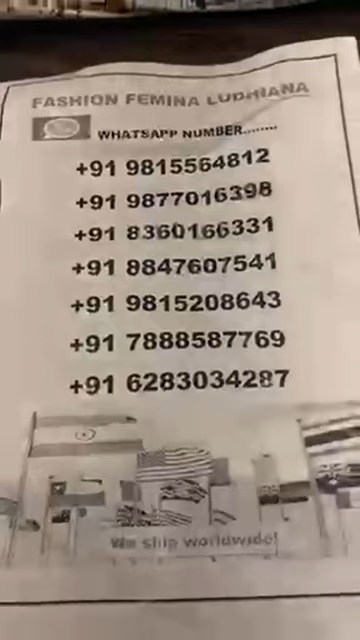 FASHION FEMINA LUDHIANA
WHATSAPP NUMBER........
+91 9815564812
+91 9877016398
+91 8360166331
+91 8847607541
+91 9815208643
+91 7888587769
+91 6283034287
We ship worldwide!